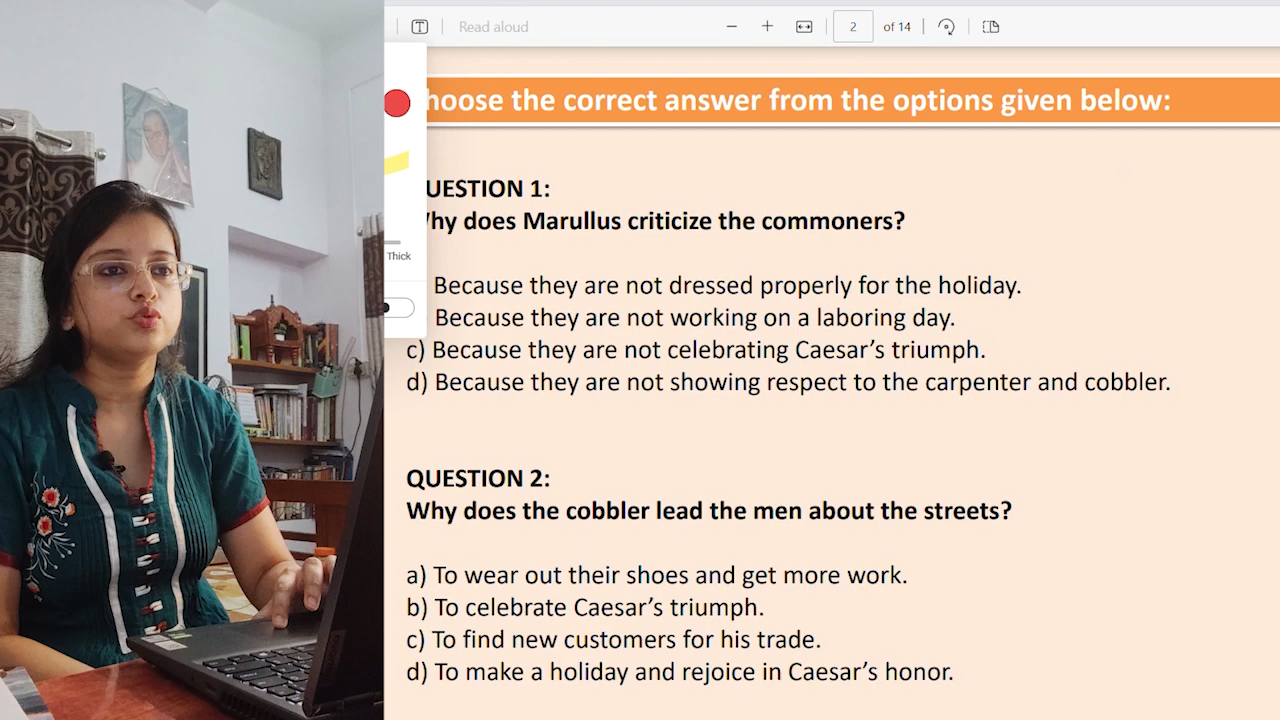 Read aloud
2 of 14
Thick
hoose the correct answer from the options given below:
UESTION 1:
hy does Marullus criticize the commoners?
Because they are not dressed properly for the holiday.
Because they are not working on a laboring day.
c) Because they are not celebrating Caesar’s triumph.
d) Because they are not showing respect to the carpenter and cobbler.
QUESTION 2:
Why does the cobbler lead the men about the streets?
a) To wear out their shoes and get more work.
b) To celebrate Caesar’s triumph.
c) To find new customers for his trade.
d) To make a holiday and rejoice in Caesar’s honor.